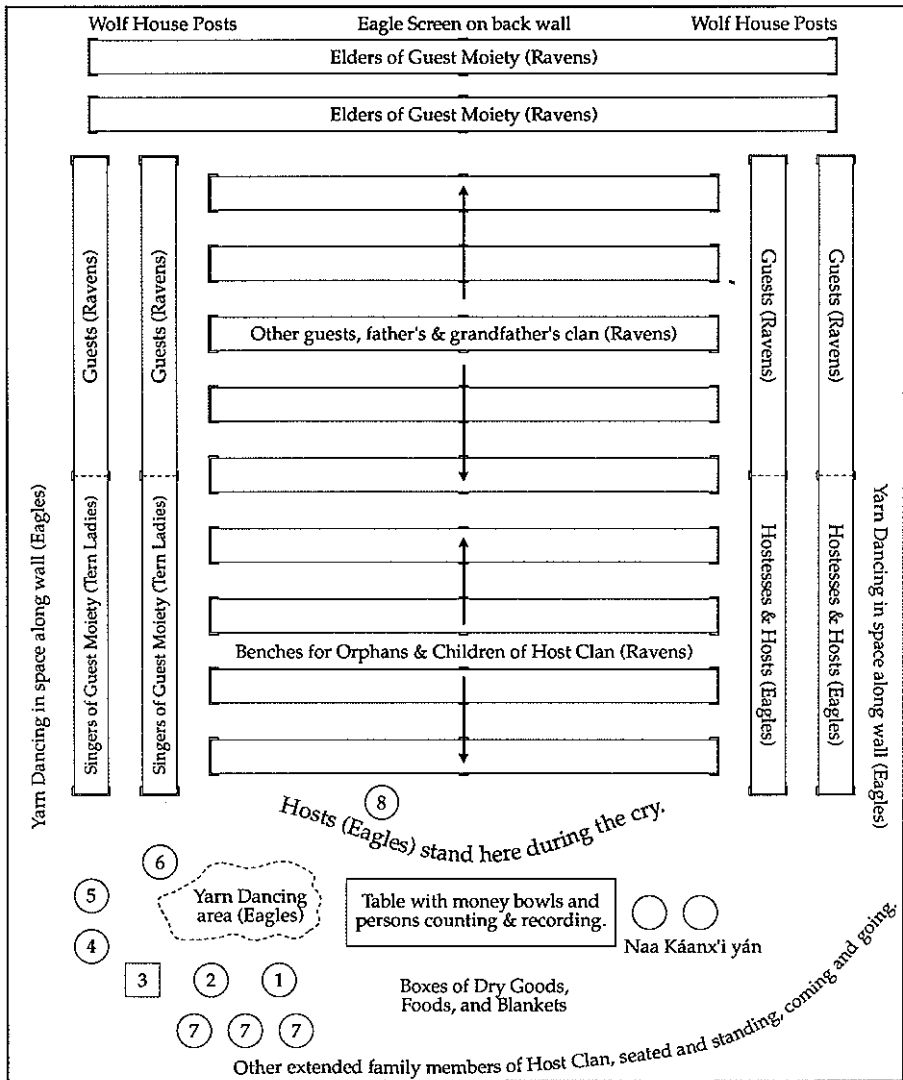 Wolf House Posts
Eagle Screen on back wall
Wolf House Posts
Elders of Guest Moiety (Ravens)
Elders of Guest Moiety (Ravens)
Guests (Ravens)
Guests (Ravens)
Other guests, father's & grandfather's clan (Ravens)
Guests (Ravens)
Guests (Ravens)
Yarn Dancing in space along wall (Eagles)
Singers of Guest Moiety (Tern Ladies)
Singers of Guest Moiety (Tern Ladies)
Benches for Orphans & Children of Host Clan (Ravens)
Hostesses & Hosts (Eagles)
Hostesses & Hosts (Eagles)
Yarn Dancing in space along wall (Eagles)
8
Hosts (Eagles) stand here during the cry.
6
5
Yarn Dancing
area (Eagles)
Table with money bowls and
persons counting & recording.
4
Naa Káanx'i yán
3
2
1
Boxes of Dry Goods,
Foods, and Blankets
7
7
7
Other extended family members of Host Clan, seated and standing, coming and going.